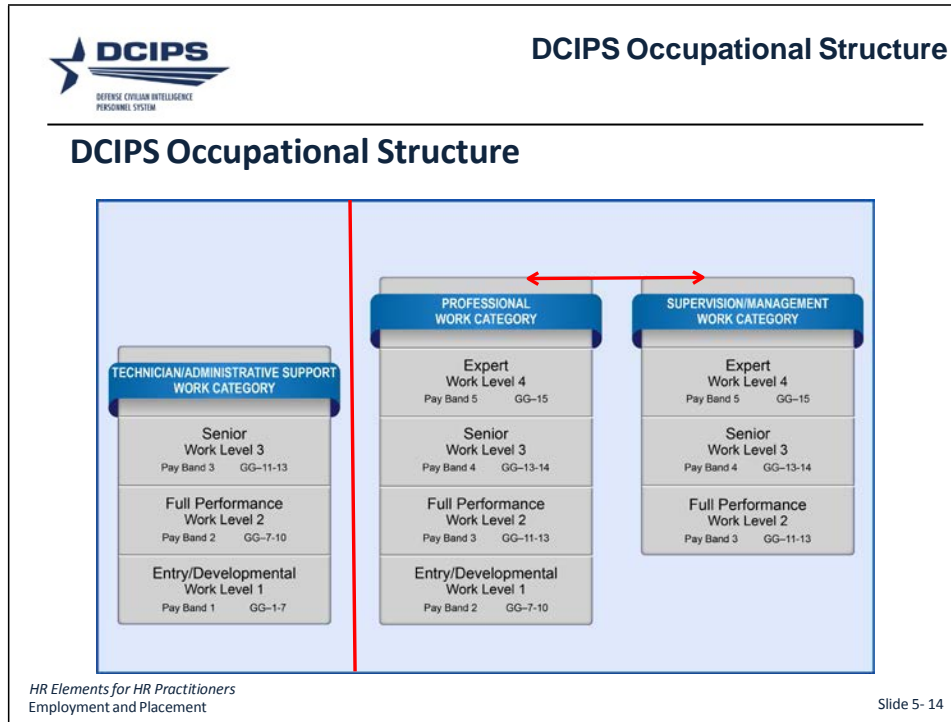 DCIPS
DEFENSE CIVILIAN INTELLIGENCE
PERSONNEL SYSTEM
DCIPS Occupational Structure
DCIPS Occupational Structure
TECHNICIAN/ADMINISTRATIVE SUPPORT
WORK CATEGORY
Senior
Work Level 3
Pay Band 3 GG–11-13
Full Performance
Work Level 2
Pay Band 2 GG–7-10
Entry/Developmental
Work Level 1
Pay Band 1 GG–1-7
PROFESSIONAL
WORK CATEGORY
Expert
Work Level 4
Pay Band 5 GG–15
Senior
Work Level 3
Pay Band 4 GG–13-14
Full Performance
Work Level 2
Pay Band 3 GG–11-13
Entry/Developmental
Work Level 1
Pay Band 2 GG–7-10
SUPERVISION/MANAGEMENT
WORK CATEGORY
Expert
Work Level 4
Pay Band 5 GG–15
Senior
Work Level 3
Pay Band 4 GG–13-14
Full Performance
Work Level 2
Pay Band 3 GG–11-13
HR Elements for HR Practitioners
Employment and Placement
Slide 5- 14